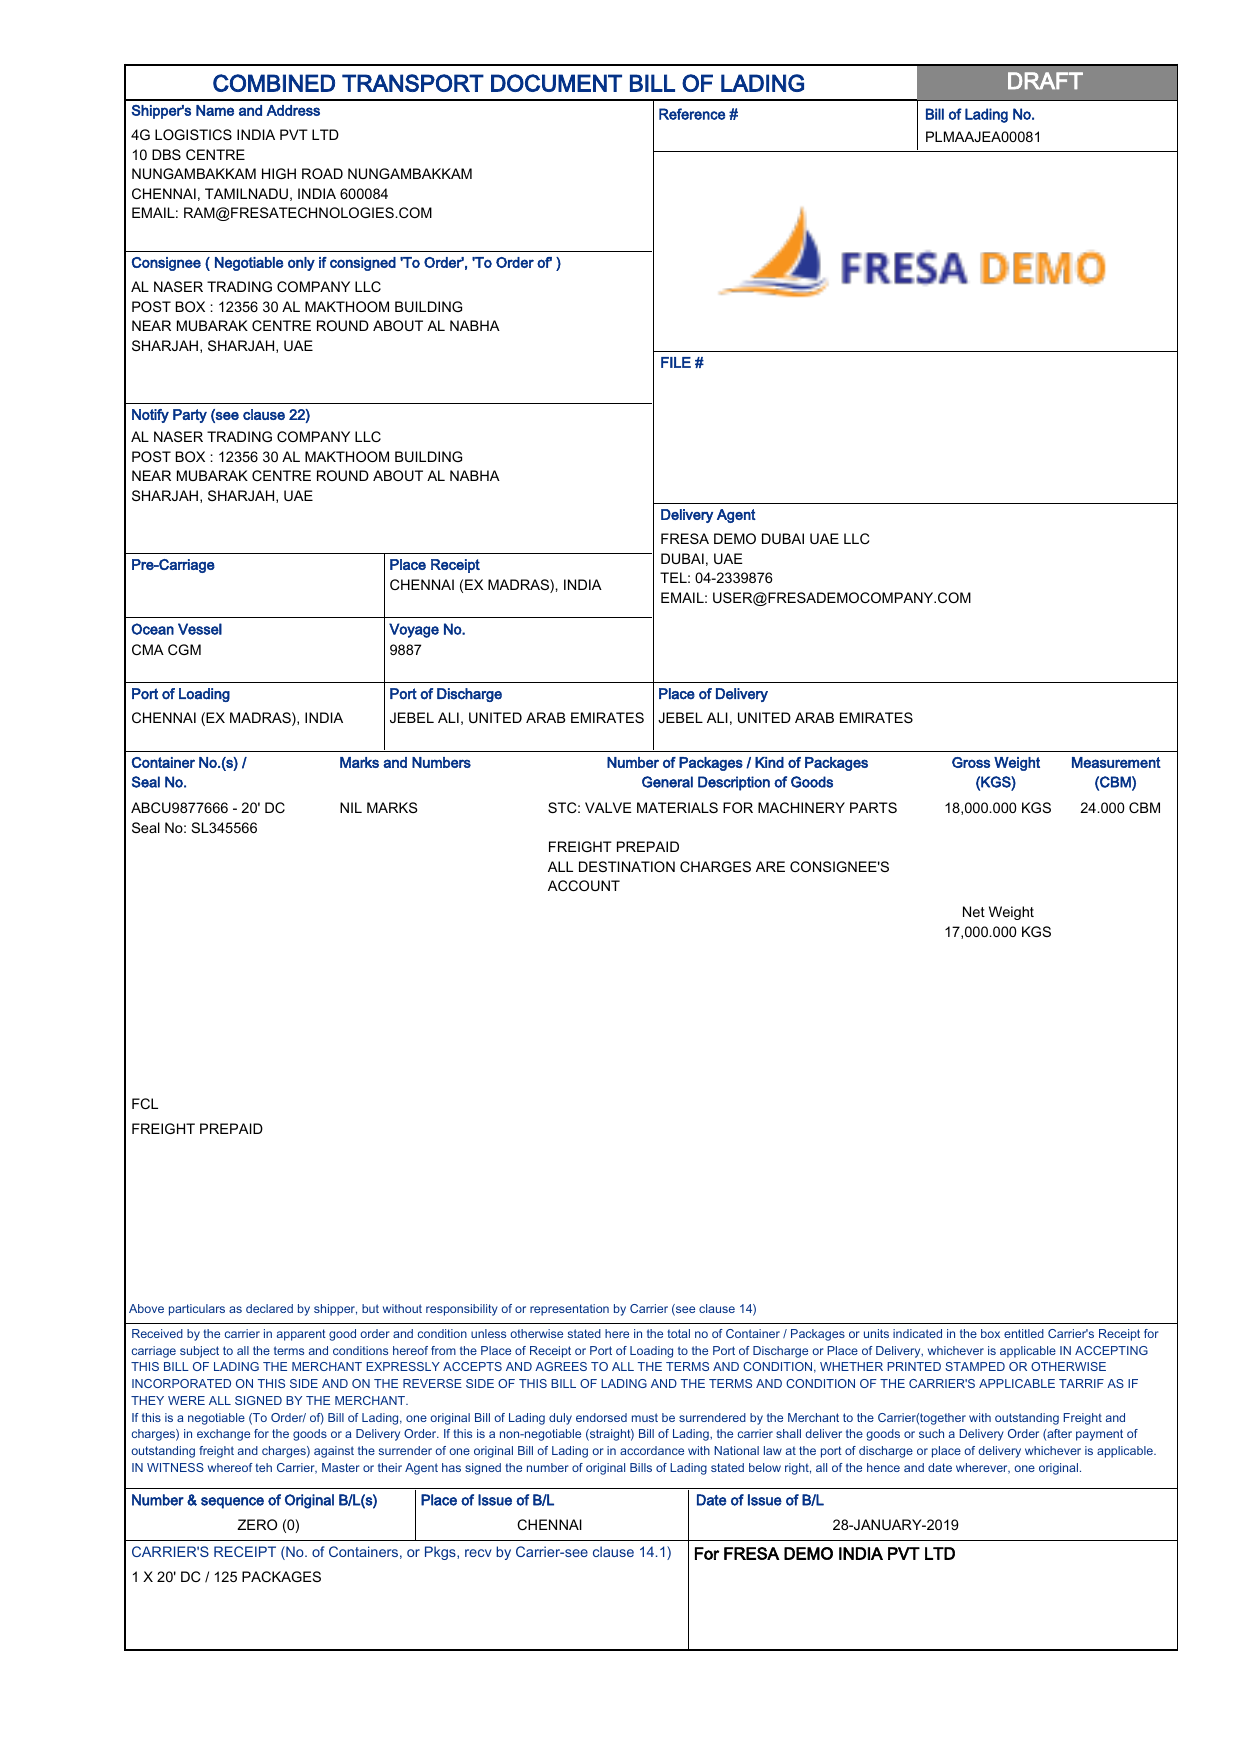 COMBINED TRANSPORT DOCUMENT BILL OF LADING
DRAFT
Shipper's Name and Address
4G LOGISTICS INDIA PVT LTD
10 DBS CENTRE
NUNGAMBAKKAM HIGH ROAD NUNGAMBAKKAM
CHENNAI, TAMILNADU, INDIA 600084
EMAIL: RAM@FRESATECHNOLOGIES.COM
Reference #
Bill of Lading No.
PLMAAJEA00081
FRESA DEMO
Consignee ( Negotiable only if consigned 'To Order', 'To Order of' )
AL NASER TRADING COMPANY LLC
POST BOX : 12356 30 AL MAKTHOOM BUILDING
NEAR MUBARAK CENTRE ROUND ABOUT AL NABHA
SHARJAH, SHARJAH, UAE
FILE #
Notify Party (see clause 22)
AL NASER TRADING COMPANY LLC
POST BOX : 12356 30 AL MAKTHOOM BUILDING
NEAR MUBARAK CENTRE ROUND ABOUT AL NABHA
SHARJAH, SHARJAH, UAE
Delivery Agent
FRESA DEMO DUBAI UAE LLC
DUBAI, UAE
TEL: 04-2339876
EMAIL: USER@FRESADEMOCOMPANY.COM
Pre-Carriage
Place Receipt
CHENNAI (EX MADRAS), INDIA
Ocean Vessel
CMA CGM
Voyage No.
9887
Port of Loading
CHENNAI (EX MADRAS), INDIA
Port of Discharge
JEBEL ALI, UNITED ARAB EMIRATES
Place of Delivery
JEBEL ALI, UNITED ARAB EMIRATES
Container No.(s) /
Seal No.
Marks and Numbers
Number of Packages / Kind of Packages
General Description of Goods
Gross Weight
(KGS)
Measurement
(CBM)
ABCU9877666 - 20' DC
Seal No: SL345566
NIL MARKS
STC: VALVE MATERIALS FOR MACHINERY PARTS
18,000.000 KGS
24.000 CBM
FREIGHT PREPAID
ALL DESTINATION CHARGES ARE CONSIGNEE'S
ACCOUNT
Net Weight
17,000.000 KGS
FCL
FREIGHT PREPAID
Above particulars as declared by shipper, but without responsibility of or representation by Carrier (see clause 14)
Received by the carrier in apparent good order and condition unless otherwise stated here in the total no of Container / Packages or units indicated in the box entitled Carrier's Receipt for
carriage subject to all the terms and conditions hereof from the Place of Receipt or Port of Loading to the Port of Discharge or Place of Delivery, whichever is applicable IN ACCEPTING
THIS BILL OF LADING THE MERCHANT EXPRESSLY ACCEPTS AND AGREES TO ALL THE TERMS AND CONDITION, WHETHER PRINTED STAMPED OR OTHERWISE
INCORPORATED ON THIS SIDE AND ON THE REVERSE SIDE OF THIS BILL OF LADING AND THE TERMS AND CONDITION OF THE CARRIER'S APPLICABLE TARRIF AS IF
THEY WERE ALL SIGNED BY THE MERCHANT.
If this is a negotiable (To Order/ of) Bill of Lading, one original Bill of Lading duly endorsed must be surrendered by the Merchant to the Carrier(together with outstanding Freight and
charges) in exchange for the goods or a Delivery Order. If this is a non-negotiable (straight) Bill of Lading, the carrier shall deliver the goods or such a Delivery Order (after payment of
outstanding freight and charges) against the surrender of one original Bill of Lading or in accordance with National law at the port of discharge or place of delivery whichever is applicable.
IN WITNESS whereof teh Carrier, Master or their Agent has signed the number of original Bills of Lading stated below right, all of the hence and date wherever, one original.
Number & sequence of Original B/L(s)
ZERO (0)
Place of Issue of B/L
CHENNAI
Date of Issue of B/L
28-JANUARY-2019
CARRIER'S RECEIPT (No. of Containers, or Pkgs, recv by Carrier-see clause 14.1)
1 X 20' DC / 125 PACKAGES
For FRESA DEMO INDIA PVT LTD